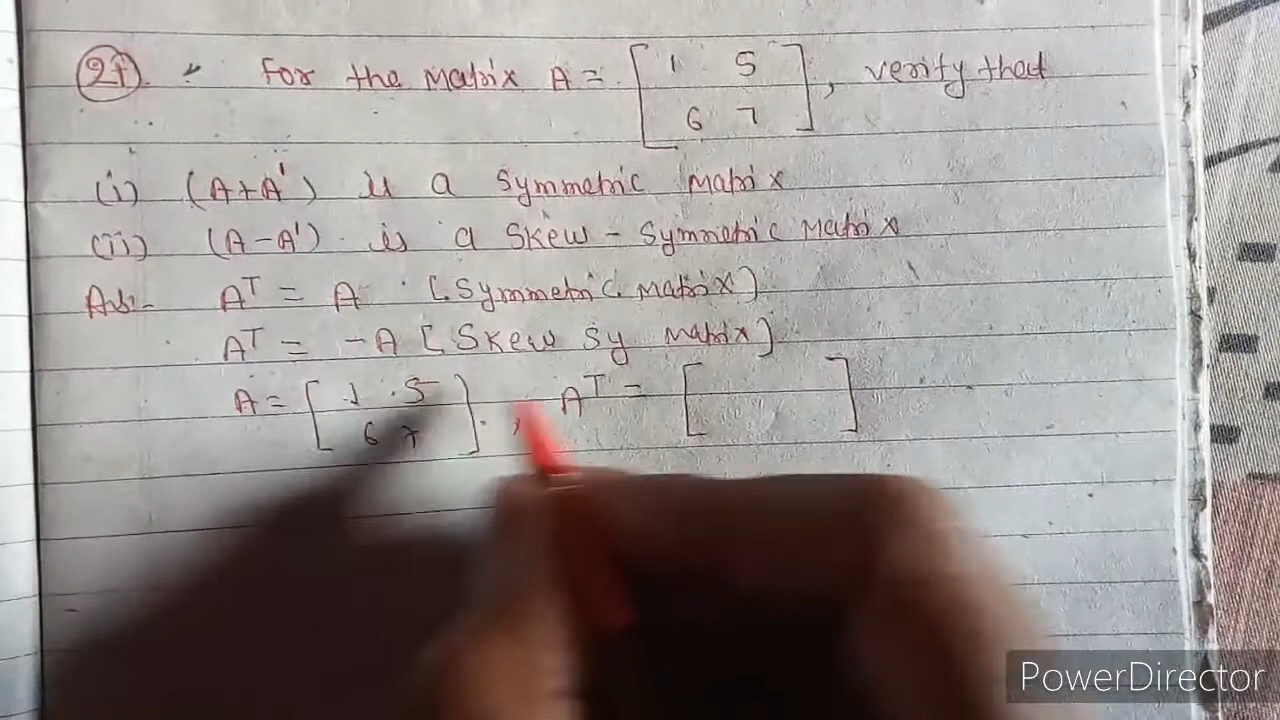 27. For the Matrix A = [ 1 5 6 7 ], verify that
(i) (A+A') is a Symmetric Matrix
(ii) (A-A') is a Skew - Symmetric Matrix
Ans:- A^T = A [Symmetric Matrix]
A^T = -A [Skew Sy matrix]
A = [ 1 5 6 7 ], A^T = [ ]
PowerDirector